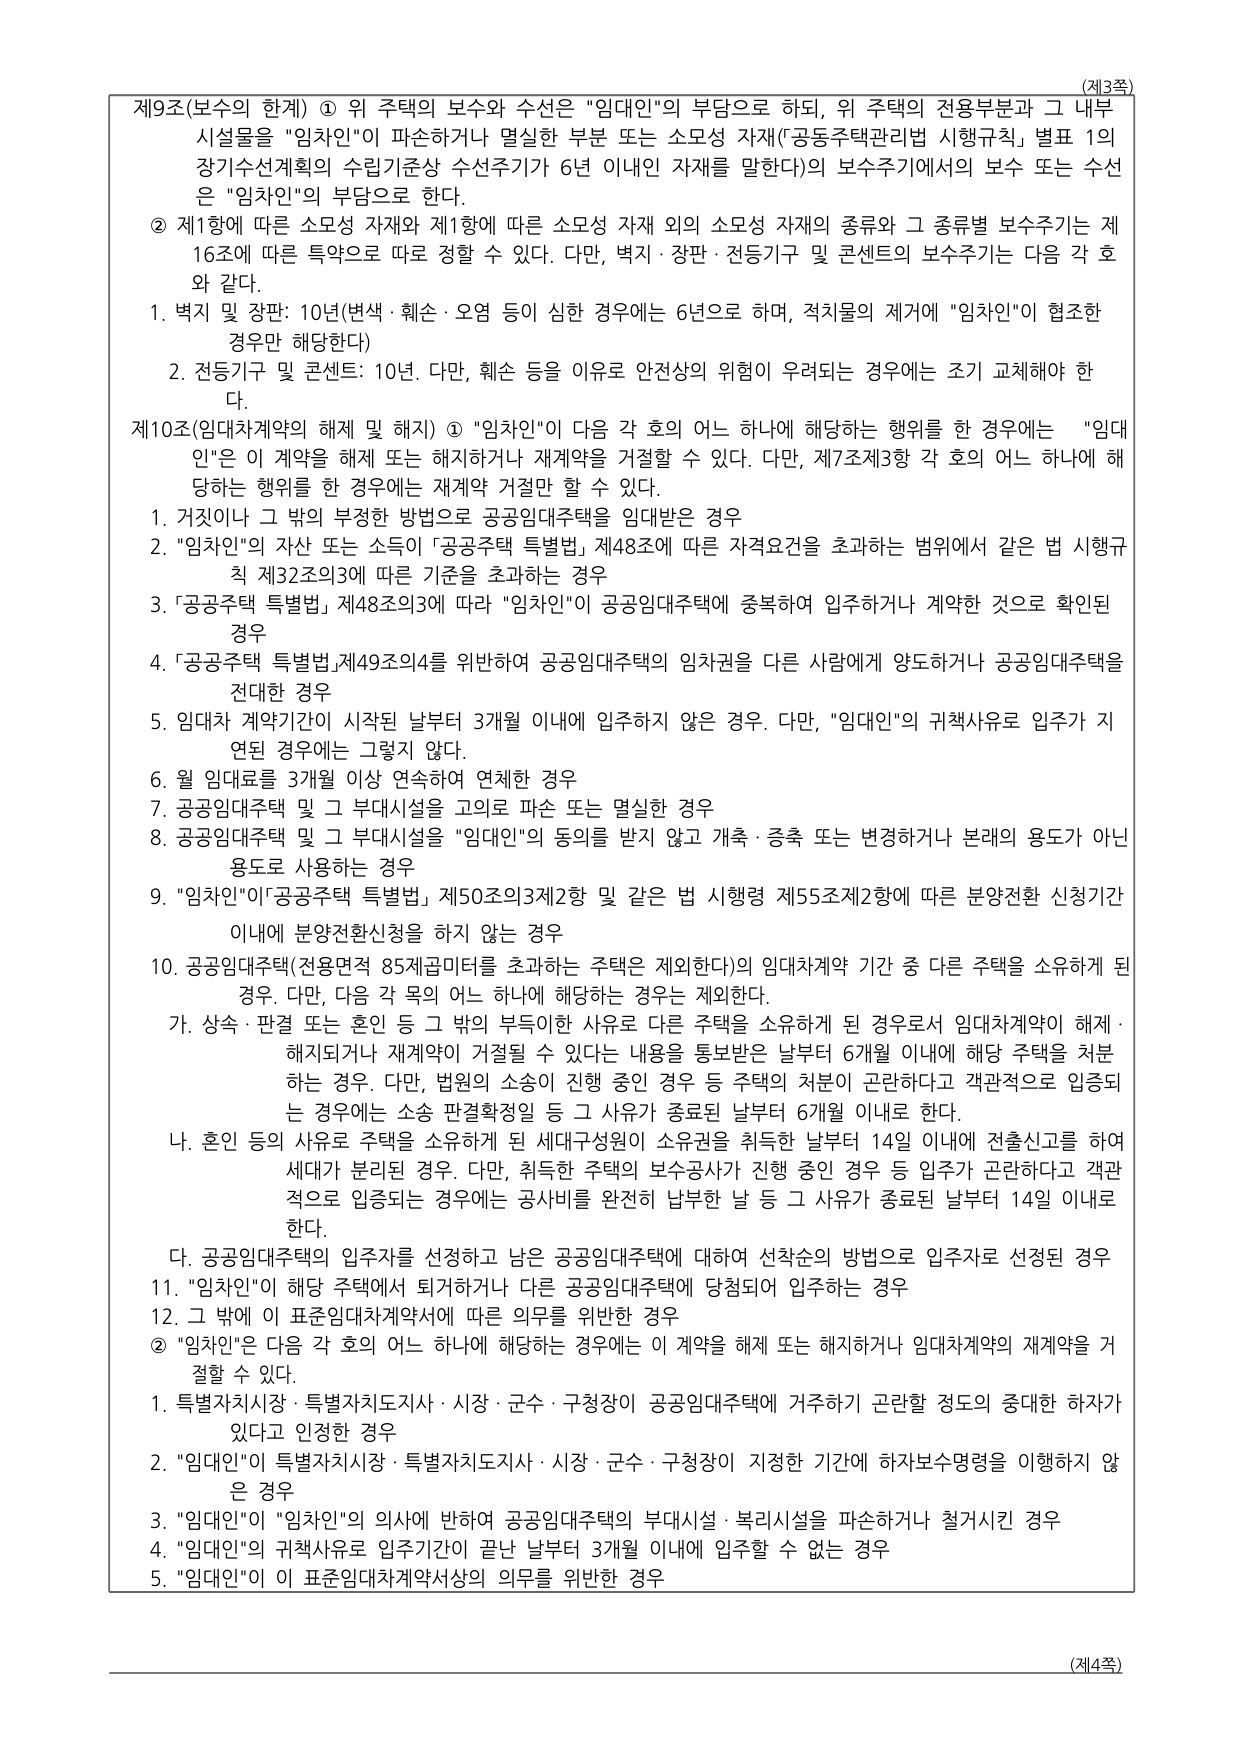 (제3쪽)
제9조(보수의 한계) ① 위 주택의 보수와 수선은 "임대인"의 부담으로 하되, 위 주택의 전용부분과 그 내부
시설물을 "임차인"이 파손하거나 멸실한 부분 또는 소모성 자재(「공동주택관리법 시행규칙」 별표 1의
장기수선계획의 수립기준상 수선주기가 6년 이내인 자재를 말한다)의 보수주기에서의 보수 또는 수선
은 "임차인"의 부담으로 한다.
② 제1항에 따른 소모성 자재와 제1항에 따른 소모성 자재 외의 소모성 자재의 종류와 그 종류별 보수주기는 제
16조에 따른 특약으로 따로 정할 수 있다. 다만, 벽지ㆍ장판ㆍ전등기구 및 콘센트의 보수주기는 다음 각 호
와 같다.
1. 벽지 및 장판: 10년(변색ㆍ훼손ㆍ오염 등이 심한 경우에는 6년으로 하며, 적치물의 제거에 "임차인"이 협조한
경우만 해당한다)
2. 전등기구 및 콘센트: 10년. 다만, 훼손 등을 이유로 안전상의 위험이 우려되는 경우에는 조기 교체해야 한
다.
제10조(임대차계약의 해제 및 해지) ① "임차인"이 다음 각 호의 어느 하나에 해당하는 행위를 한 경우에는 "임대
인"은 이 계약을 해제 또는 해지하거나 재계약을 거절할 수 있다. 다만, 제7조제3항 각 호의 어느 하나에 해
당하는 행위를 한 경우에는 재계약 거절만 할 수 있다.
1. 거짓이나 그 밖의 부정한 방법으로 공공임대주택을 임대받은 경우
2. "임차인"의 자산 또는 소득이 「공공주택 특별법」 제48조에 따른 자격요건을 초과하는 범위에서 같은 법 시행규
칙 제32조의3에 따른 기준을 초과하는 경우
3. 「공공주택 특별법」 제48조의3에 따라 "임차인"이 공공임대주택에 중복하여 입주하거나 계약한 것으로 확인된
경우
4. 「공공주택 특별법」제49조의4를 위반하여 공공임대주택의 임차권을 다른 사람에게 양도하거나 공공임대주택을
전대한 경우
5. 임대차 계약기간이 시작된 날부터 3개월 이내에 입주하지 않은 경우. 다만, "임대인"의 귀책사유로 입주가 지
연된 경우에는 그렇지 않다.
6. 월 임대료를 3개월 이상 연속하여 연체한 경우
7. 공공임대주택 및 그 부대시설을 고의로 파손 또는 멸실한 경우
8. 공공임대주택 및 그 부대시설을 "임대인"의 동의를 받지 않고 개축ㆍ증축 또는 변경하거나 본래의 용도가 아닌
용도로 사용하는 경우
9. "임차인"이「공공주택 특별법」 제50조의3제2항 및 같은 법 시행령 제55조제2항에 따른 분양전환 신청기간
이내에 분양전환신청을 하지 않는 경우
10. 공공임대주택(전용면적 85제곱미터를 초과하는 주택은 제외한다)의 임대차계약 기간 중 다른 주택을 소유하게 된
경우. 다만, 다음 각 목의 어느 하나에 해당하는 경우는 제외한다.
가. 상속ㆍ판결 또는 혼인 등 그 밖의 부득이한 사유로 다른 주택을 소유하게 된 경우로서 임대차계약이 해제ㆍ
해지되거나 재계약이 거절될 수 있다는 내용을 통보받은 날부터 6개월 이내에 해당 주택을 처분
하는 경우. 다만, 법원의 소송이 진행 중인 경우 등 주택의 처분이 곤란하다고 객관적으로 입증되
는 경우에는 소송 판결확정일 등 그 사유가 종료된 날부터 6개월 이내로 한다.
나. 혼인 등의 사유로 주택을 소유하게 된 세대구성원이 소유권을 취득한 날부터 14일 이내에 전출신고를 하여
세대가 분리된 경우. 다만, 취득한 주택의 보수공사가 진행 중인 경우 등 입주가 곤란하다고 객관
적으로 입증되는 경우에는 공사비를 완전히 납부한 날 등 그 사유가 종료된 날부터 14일 이내로
한다.
다. 공공임대주택의 입주자를 선정하고 남은 공공임대주택에 대하여 선착순의 방법으로 입주자로 선정된 경우
11. "임차인"이 해당 주택에서 퇴거하거나 다른 공공임대주택에 당첨되어 입주하는 경우
12. 그 밖에 이 표준임대차계약서에 따른 의무를 위반한 경우
② "임차인"은 다음 각 호의 어느 하나에 해당하는 경우에는 이 계약을 해제 또는 해지하거나 임대차계약의 재계약을 거
절할 수 있다.
1. 특별자치시장ㆍ특별자치도지사ㆍ시장ㆍ군수ㆍ구청장이 공공임대주택에 거주하기 곤란할 정도의 중대한 하자가
있다고 인정한 경우
2. "임대인"이 특별자치시장ㆍ특별자치도지사ㆍ시장ㆍ군수ㆍ구청장이 지정한 기간에 하자보수명령을 이행하지 않
은 경우
3. "임대인"이 "임차인"의 의사에 반하여 공공임대주택의 부대시설ㆍ복리시설을 파손하거나 철거시킨 경우
4. "임대인"의 귀책사유로 입주기간이 끝난 날부터 3개월 이내에 입주할 수 없는 경우
5. "임대인"이 이 표준임대차계약서상의 의무를 위반한 경우
(제4쪽)